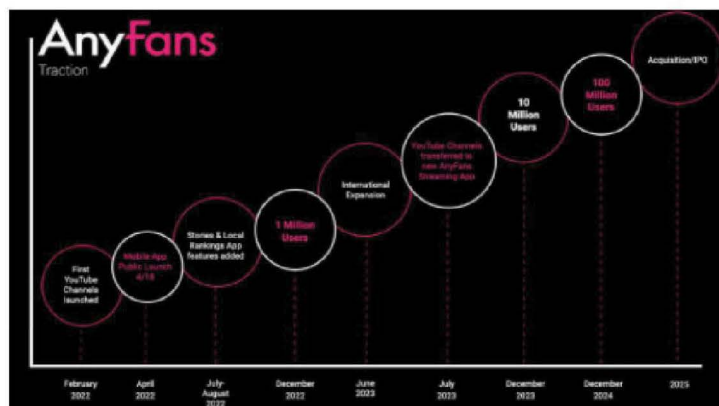 AnyFans
Traction
First
YouTube
Channels
launched
Mobile App
Public Launch
4/18
Stories & Local
Rankings App
features added
1 Million
Users
International
Expansion
YouTube Channels
transferred to
new AnyFans
Streaming App
10
Million
Users
100
Million
Users
Acquisition/IPO
February
2022
April
2022
July-
August
2022
December
2022
June
2023
July
2023
December
2023
December
2024
2025